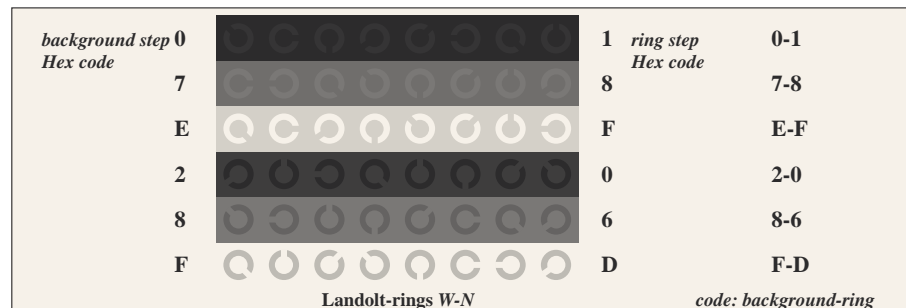 background step 0 1 ring step 0-1
Hex code Hex code
7 8 7-8
E F E-F
2 0 2-0
8 6 8-6
F D F-D
Landolt-rings W-N code: background-ring